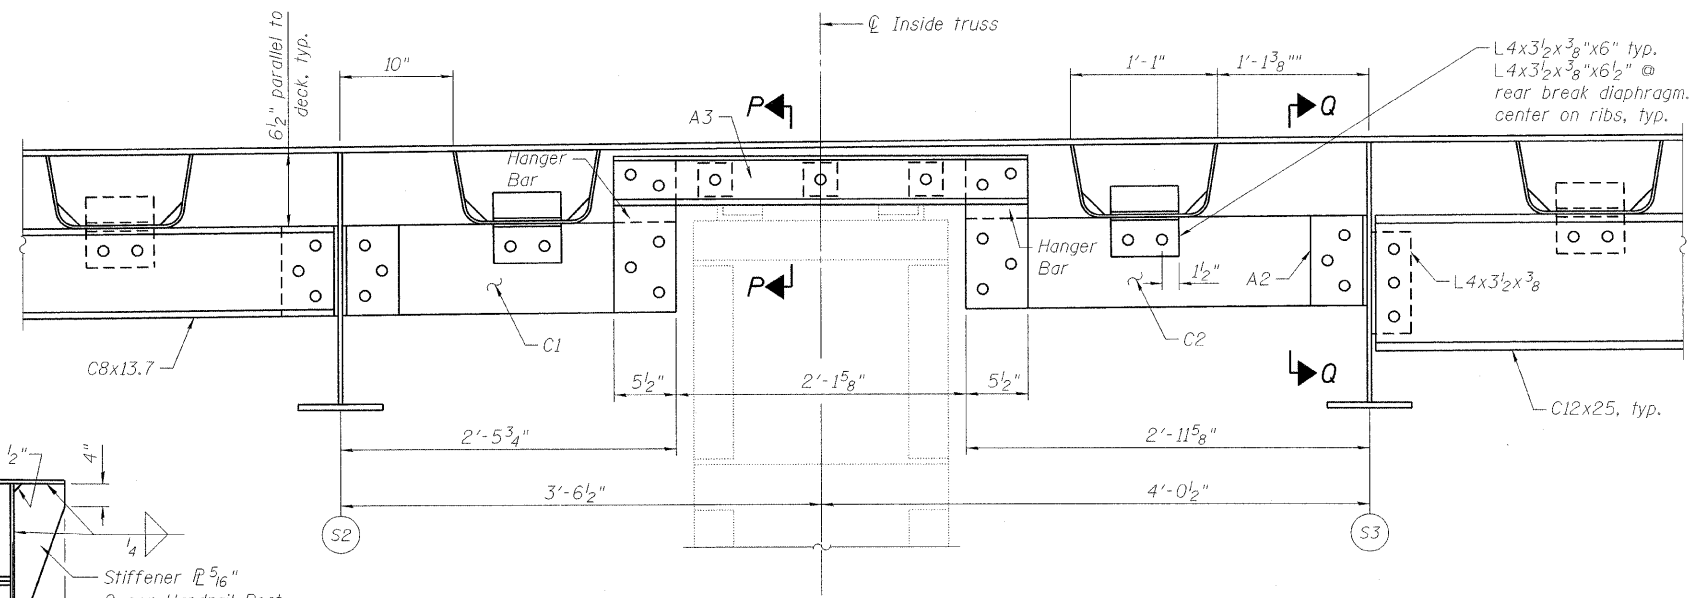 ℄ Inside truss
6½" parallel to
deck, typ.
10"
1'-1"
1'-1⅜""
L4x3½x⅜"x6" typ.
L4x3½x⅜"x6½" @
rear break diaphragm.
center on ribs, typ.
P
A3
Q
Hanger
Bar
Hanger
Bar
P
1½"
A2
L4x3½x⅜
C8x13.7
C1
C2
5½"
2'-1⅝"
5½"
Q
C12x25, typ.
2'-5¾"
2'-11⅝"
½"
4"
3'-6½"
4'-0½"
S2
S3
¼
Stiffener ℙL 5/16"